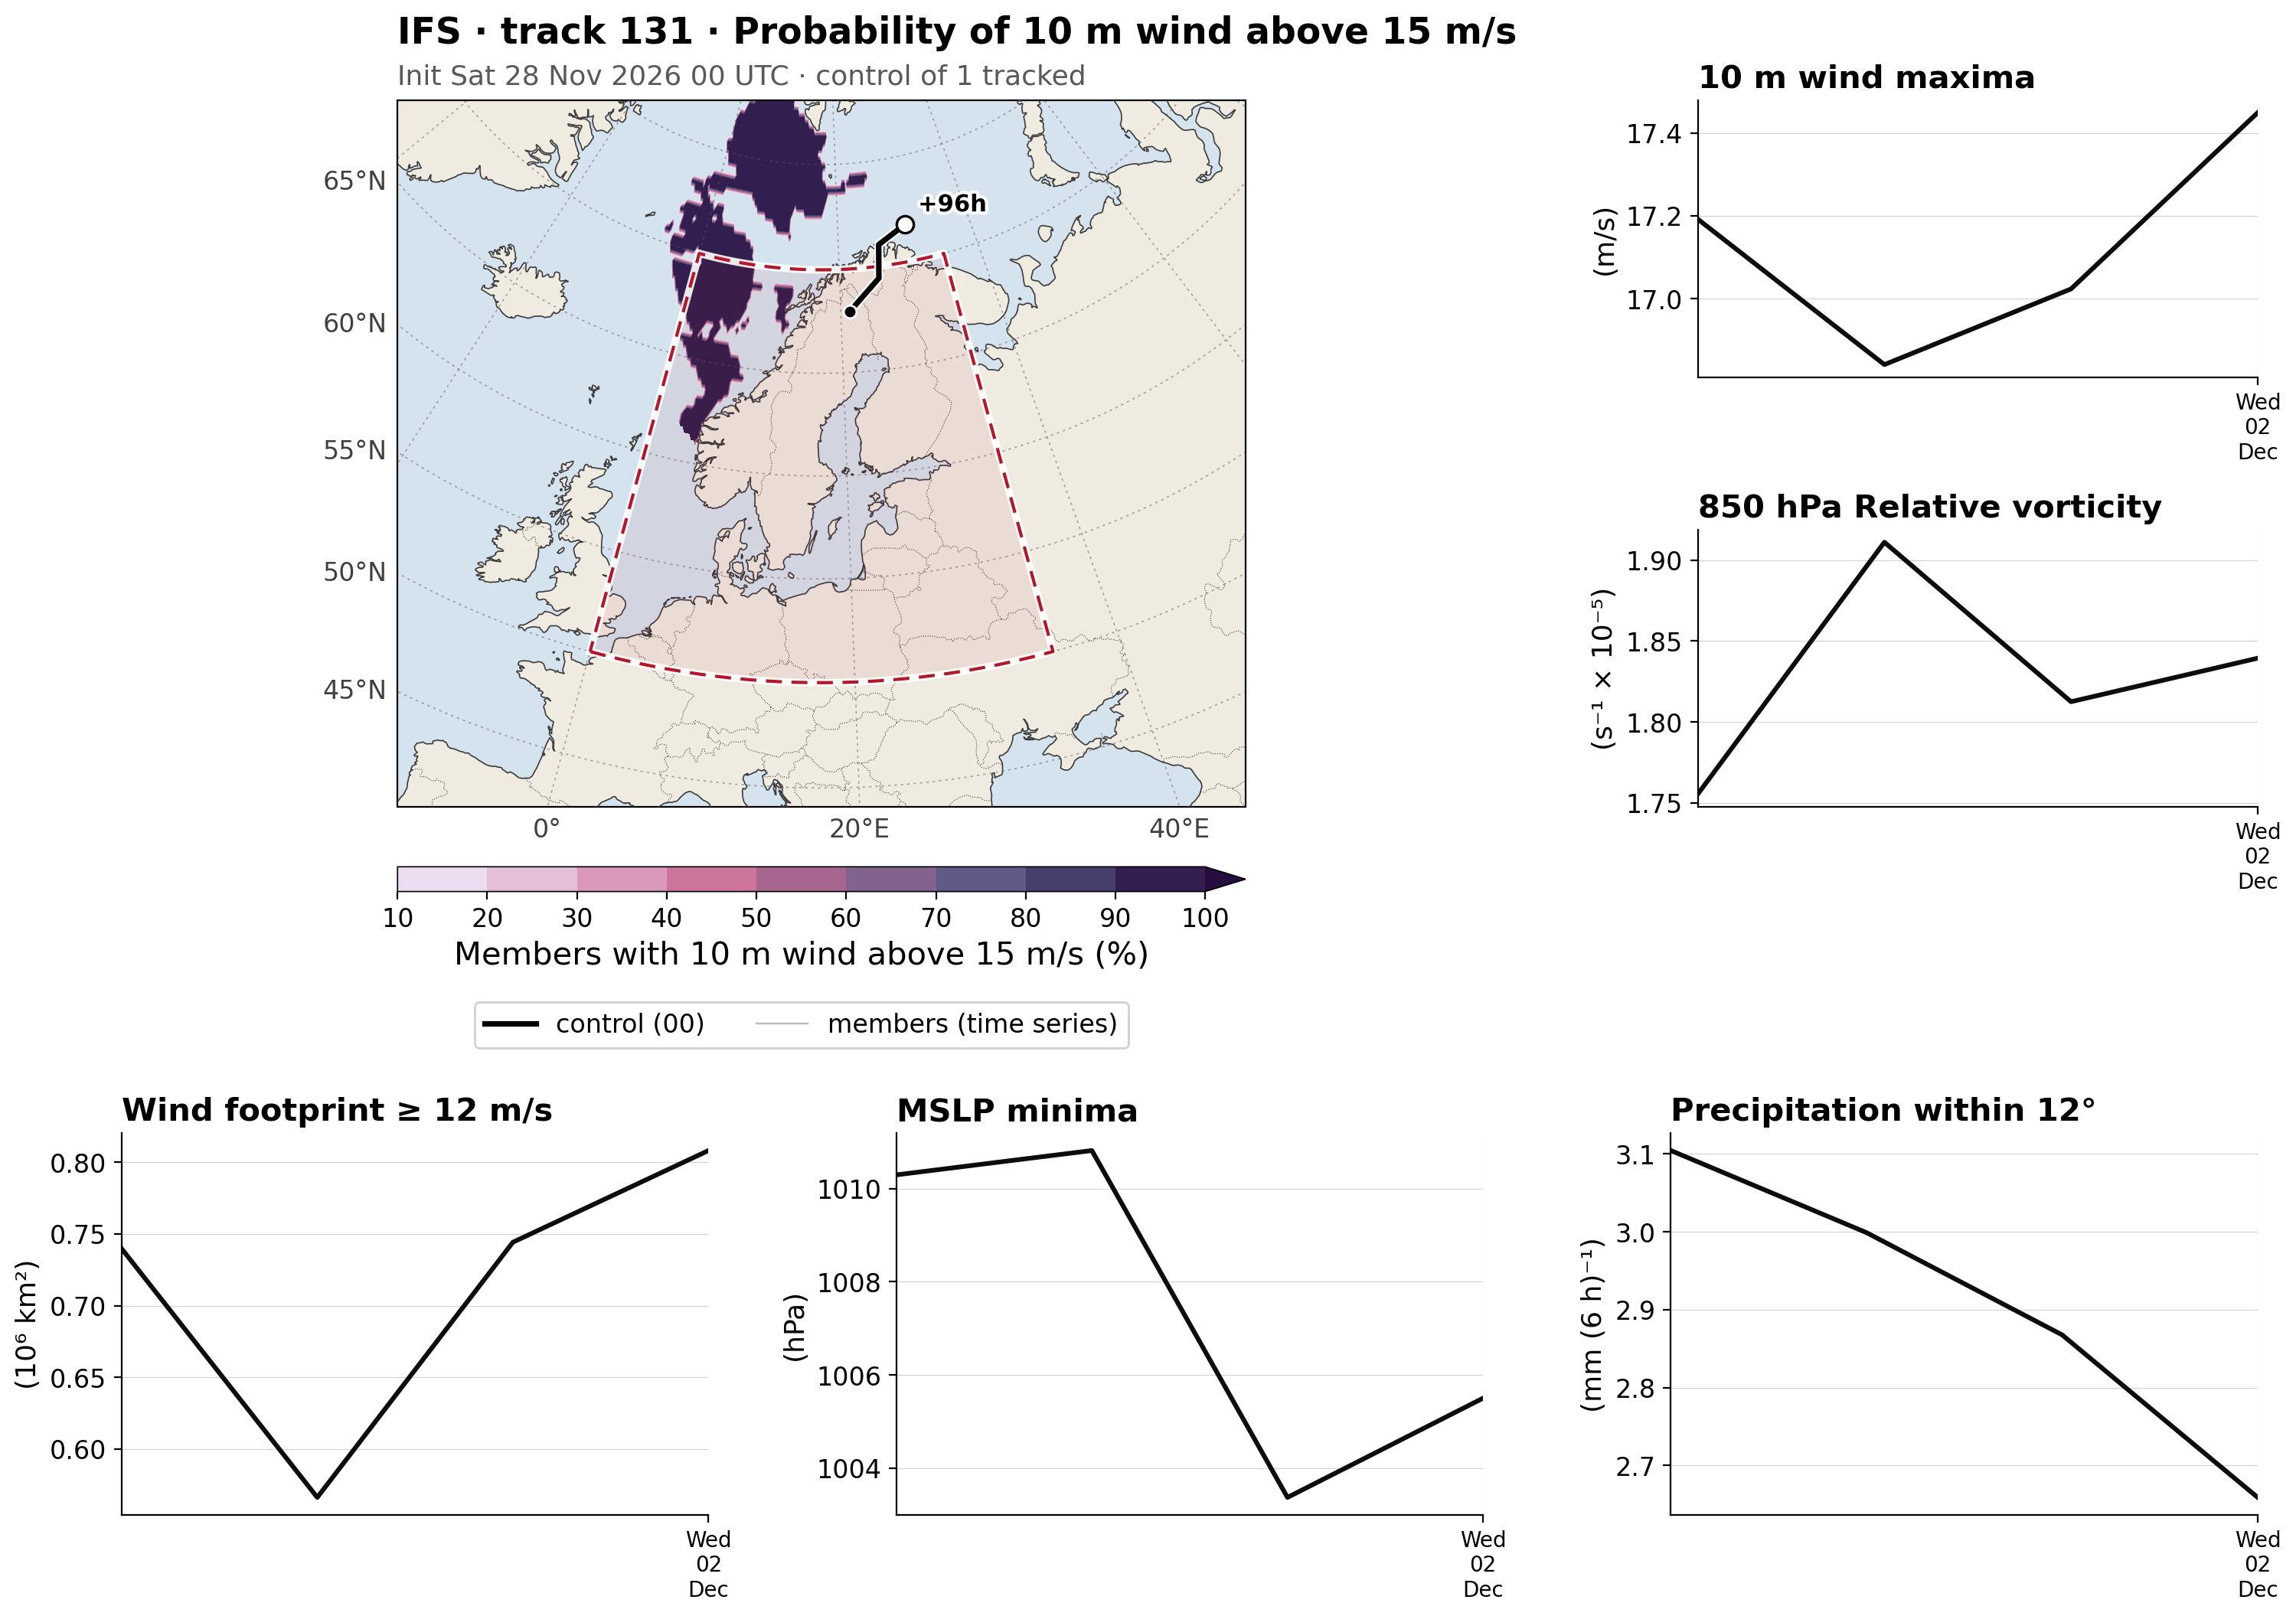 IFS · track 131 · Probability of 10 m wind above 15 m/s
Init Sat 28 Nov 2026 00 UTC · control of 1 tracked
65°N
60°N
55°N
50°N
45°N
+96h
0°
20°E
40°E
10 20 30 40 50 60 70 80 90 100
Members with 10 m wind above 15 m/s (%)
control (00)
members (time series)
10 m wind maxima
(m/s)
17.4
17.2
17.0
Wed
02
Dec
850 hPa Relative vorticity
(s⁻¹ × 10⁻⁵)
1.90
1.85
1.80
1.75
Wed
02
Dec
Wind footprint ≥ 12 m/s
(10⁶ km²)
0.80
0.75
0.70
0.65
0.60
Wed
02
Dec
MSLP minima
(hPa)
1010
1008
1006
1004
Wed
02
Dec
Precipitation within 12°
(mm (6 h)⁻¹)
3.1
3.0
2.9
2.8
2.7
Wed
02
Dec